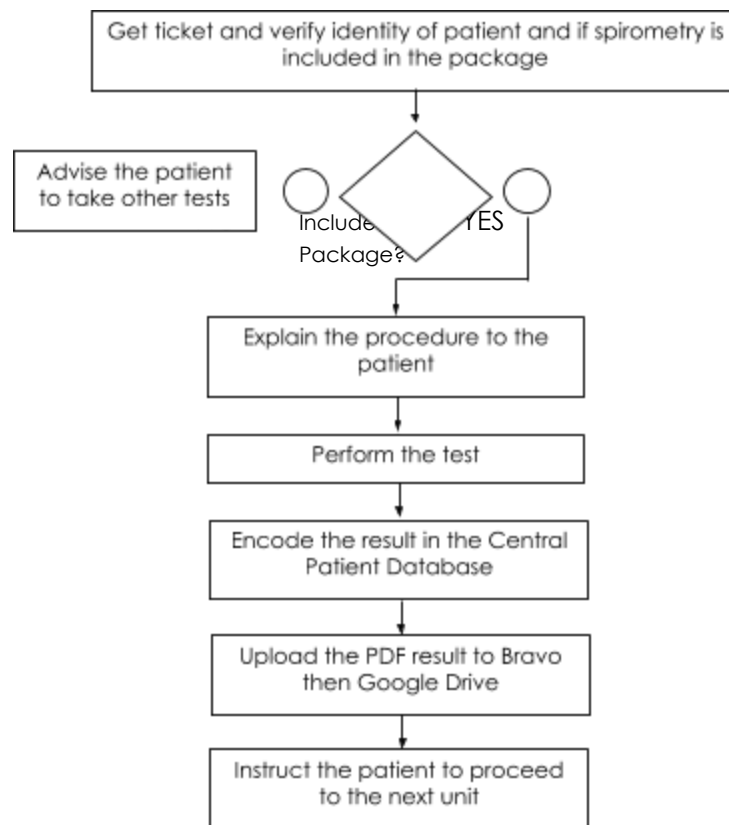 Get ticket and verify identity of patient and if spirometry is
included in the package
Advise the patient
to take other tests
Include
YES
Package?
Explain the procedure to the
patient
Perform the test
Encode the result in the Central
Patient Database
Upload the PDF result to Bravo
then Google Drive
Instruct the patient to proceed
to the next unit